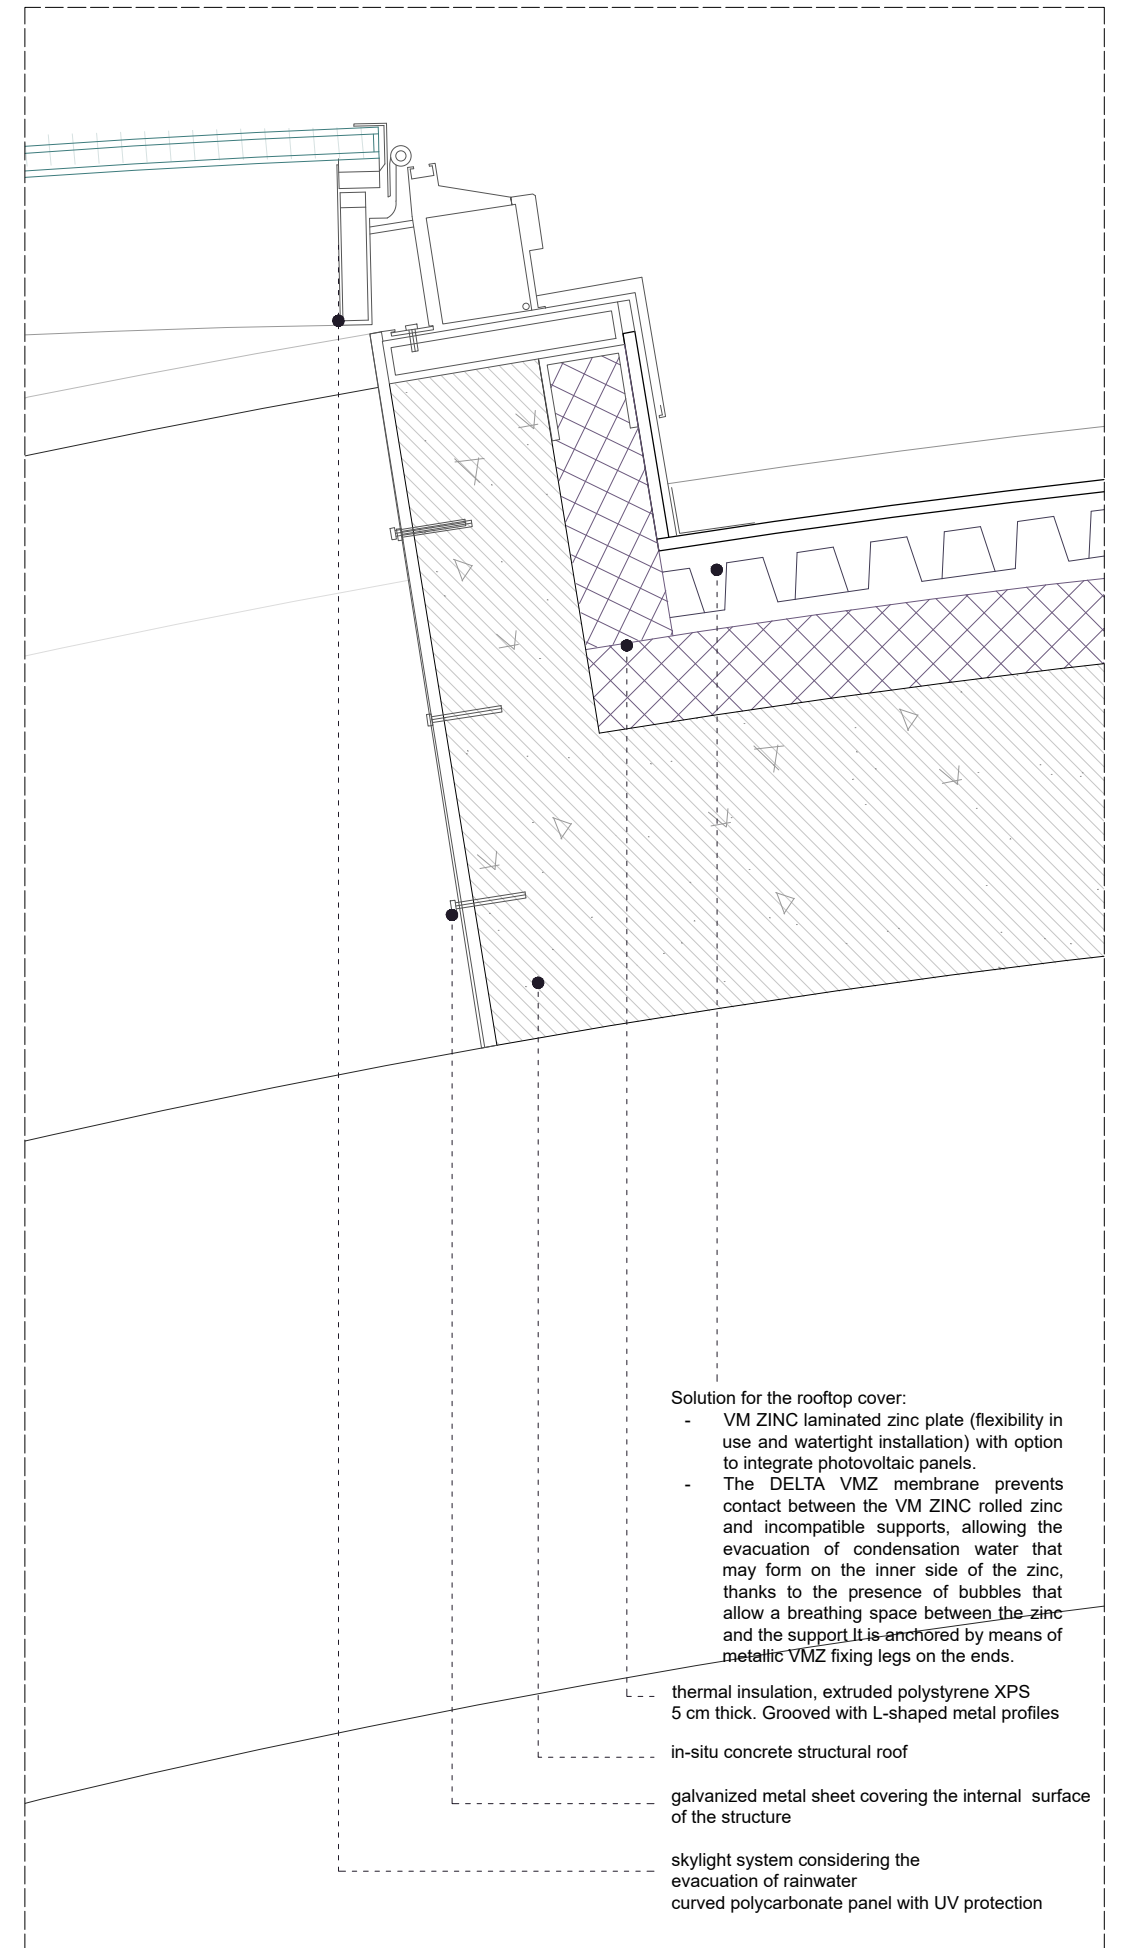 Solution for the rooftop cover:
- VM ZINC laminated zinc plate (flexibility in
use and watertight installation) with option
to integrate photovoltaic panels.
- The DELTA VMZ membrane prevents
contact between the VM ZINC rolled zinc
and incompatible supports, allowing the
evacuation of condensation water that
may form on the inner side of the zinc,
thanks to the presence of bubbles that
allow a breathing space between the zinc
and the support It is anchored by means of
metallic VMZ fixing legs on the ends.
thermal insulation, extruded polystyrene XPS
5 cm thick. Grooved with L-shaped metal profiles
in-situ concrete structural roof
galvanized metal sheet covering the internal surface
of the structure
skylight system considering the
evacuation of rainwater
curved polycarbonate panel with UV protection